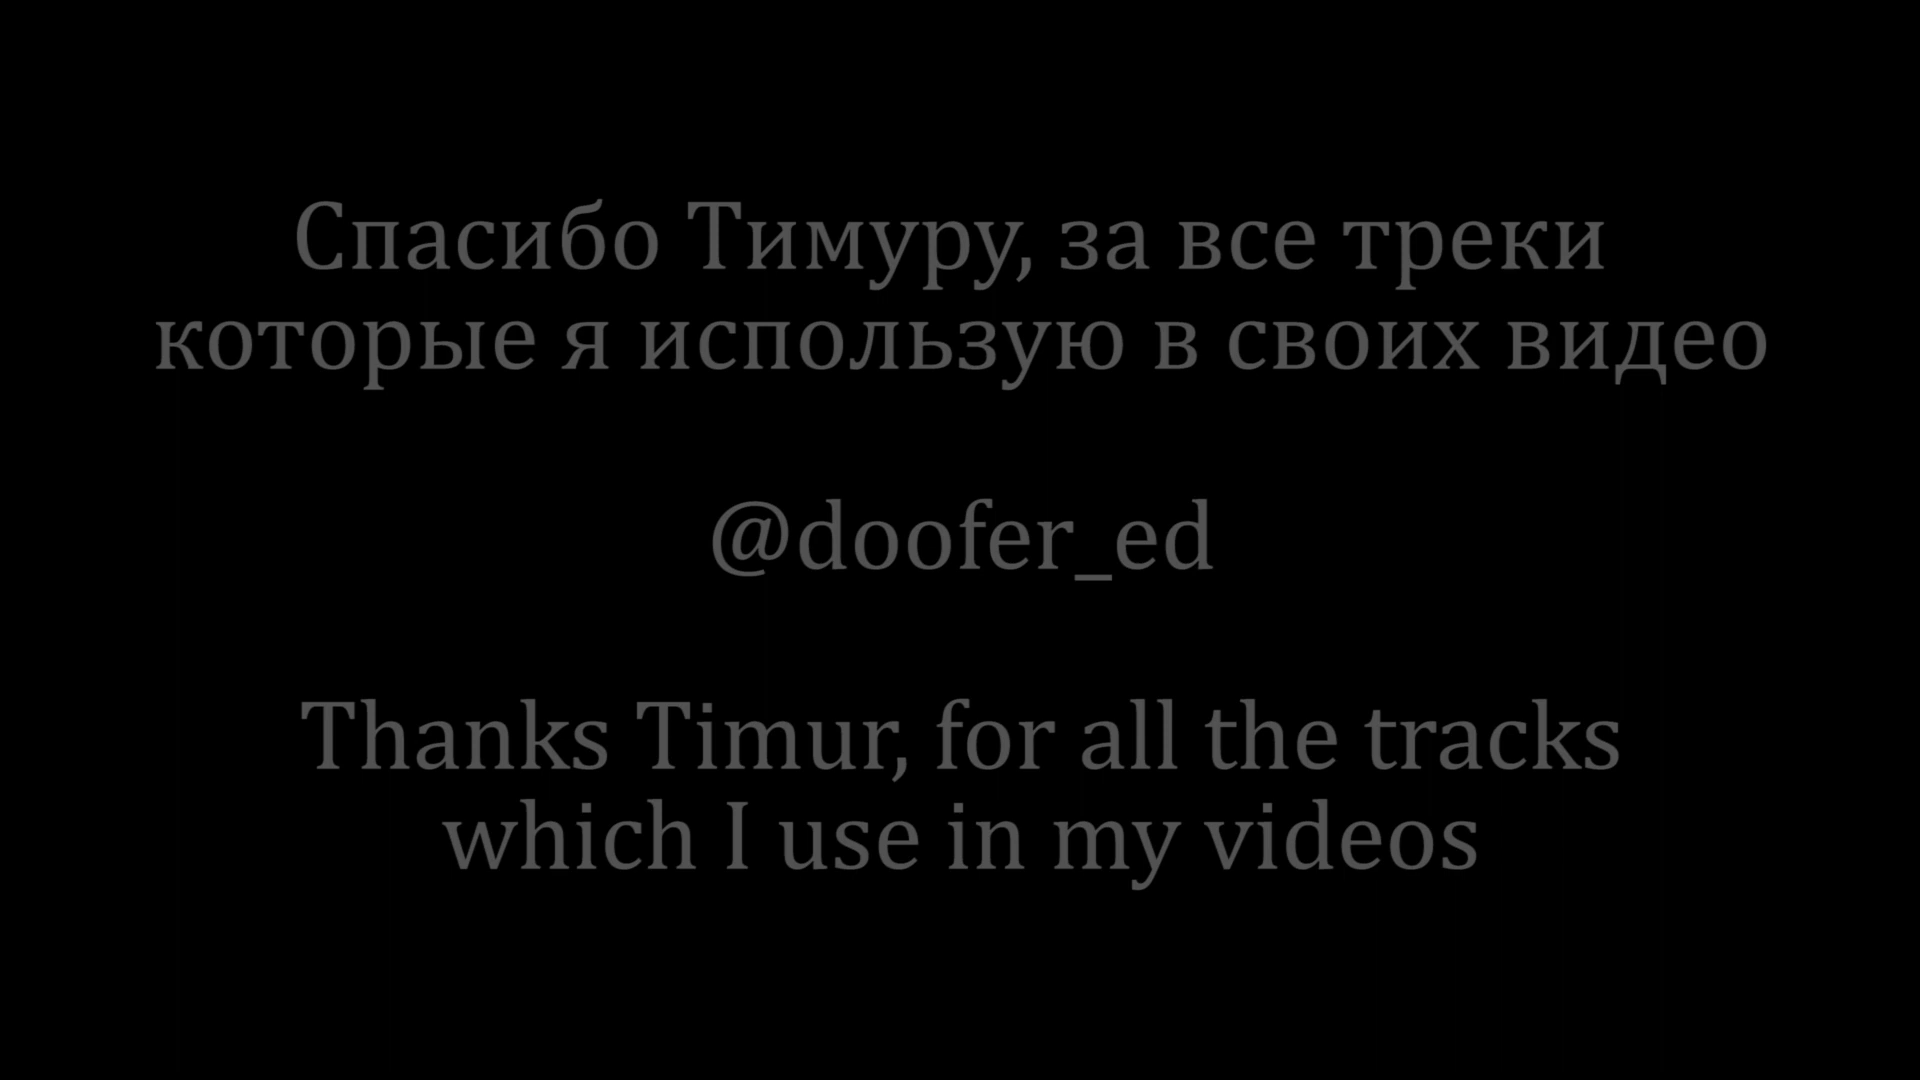 Спасибо Тимуру, за все треки
которые я использую в своих видео
@doofer_ed
Thanks Timur, for all the tracks
which I use in my videos